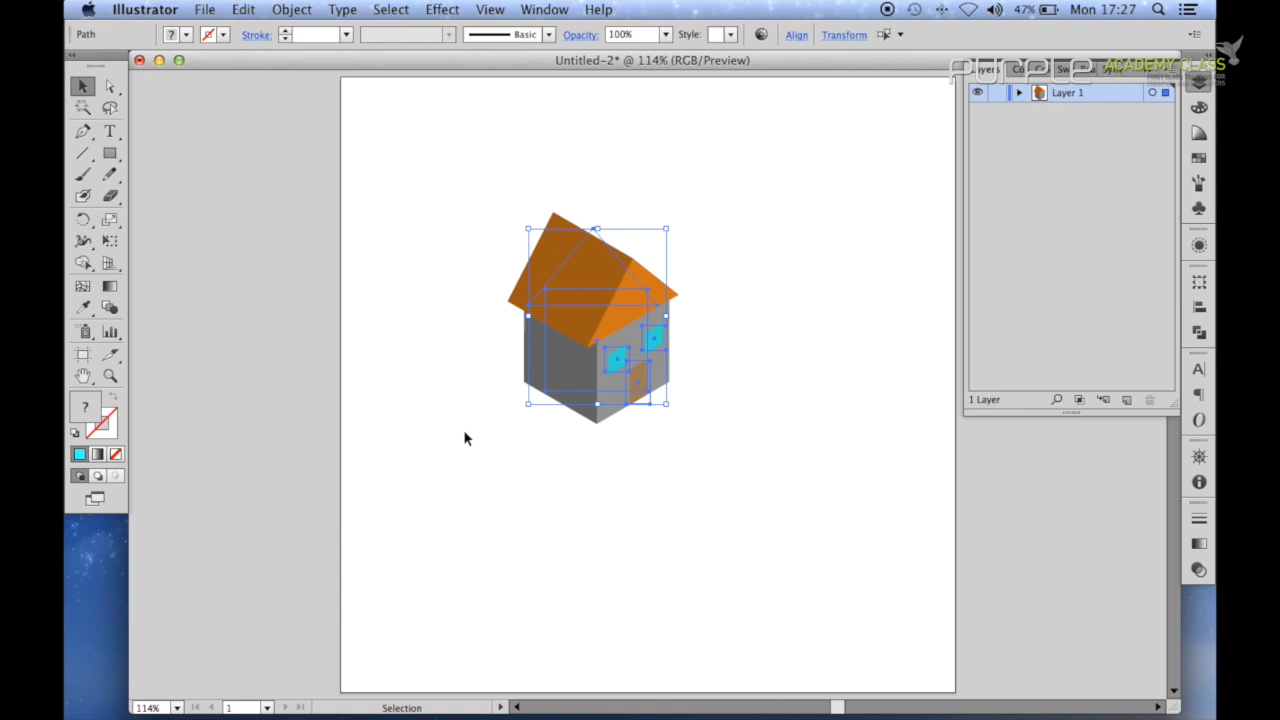 Illustrator File Edit Object Type Select Effect View Window Help 47% Mon 17:27
Path ? Stroke: Basic Opacity: 100% Style: Align Transform
Untitled-2* @ 114% (RGB/Preview)
purple ACADEMY CLASS
Layer 1
T
?
1 Layer
A
114% 1 Selection